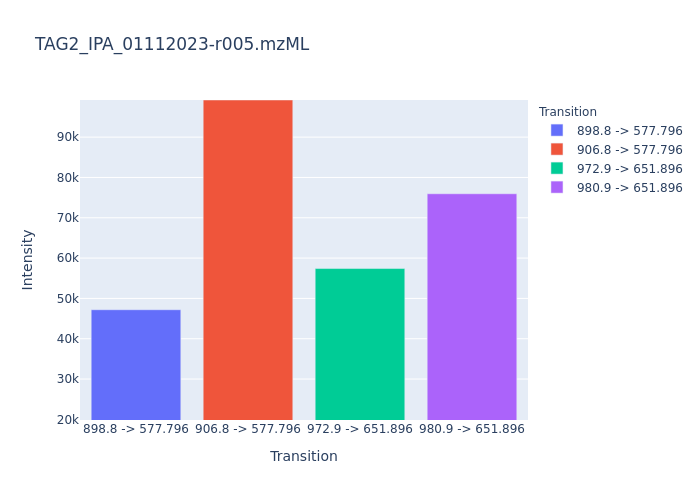 TAG2_IPA_01112023-r005.mzML
Transition
898.8 -> 577.796
906.8 -> 577.796
972.9 -> 651.896
980.9 -> 651.896
90k
80k
70k
60k
50k
40k
30k
20k
Intensity
898.8 -> 577.796 906.8 -> 577.796 972.9 -> 651.896 980.9 -> 651.896
Transition